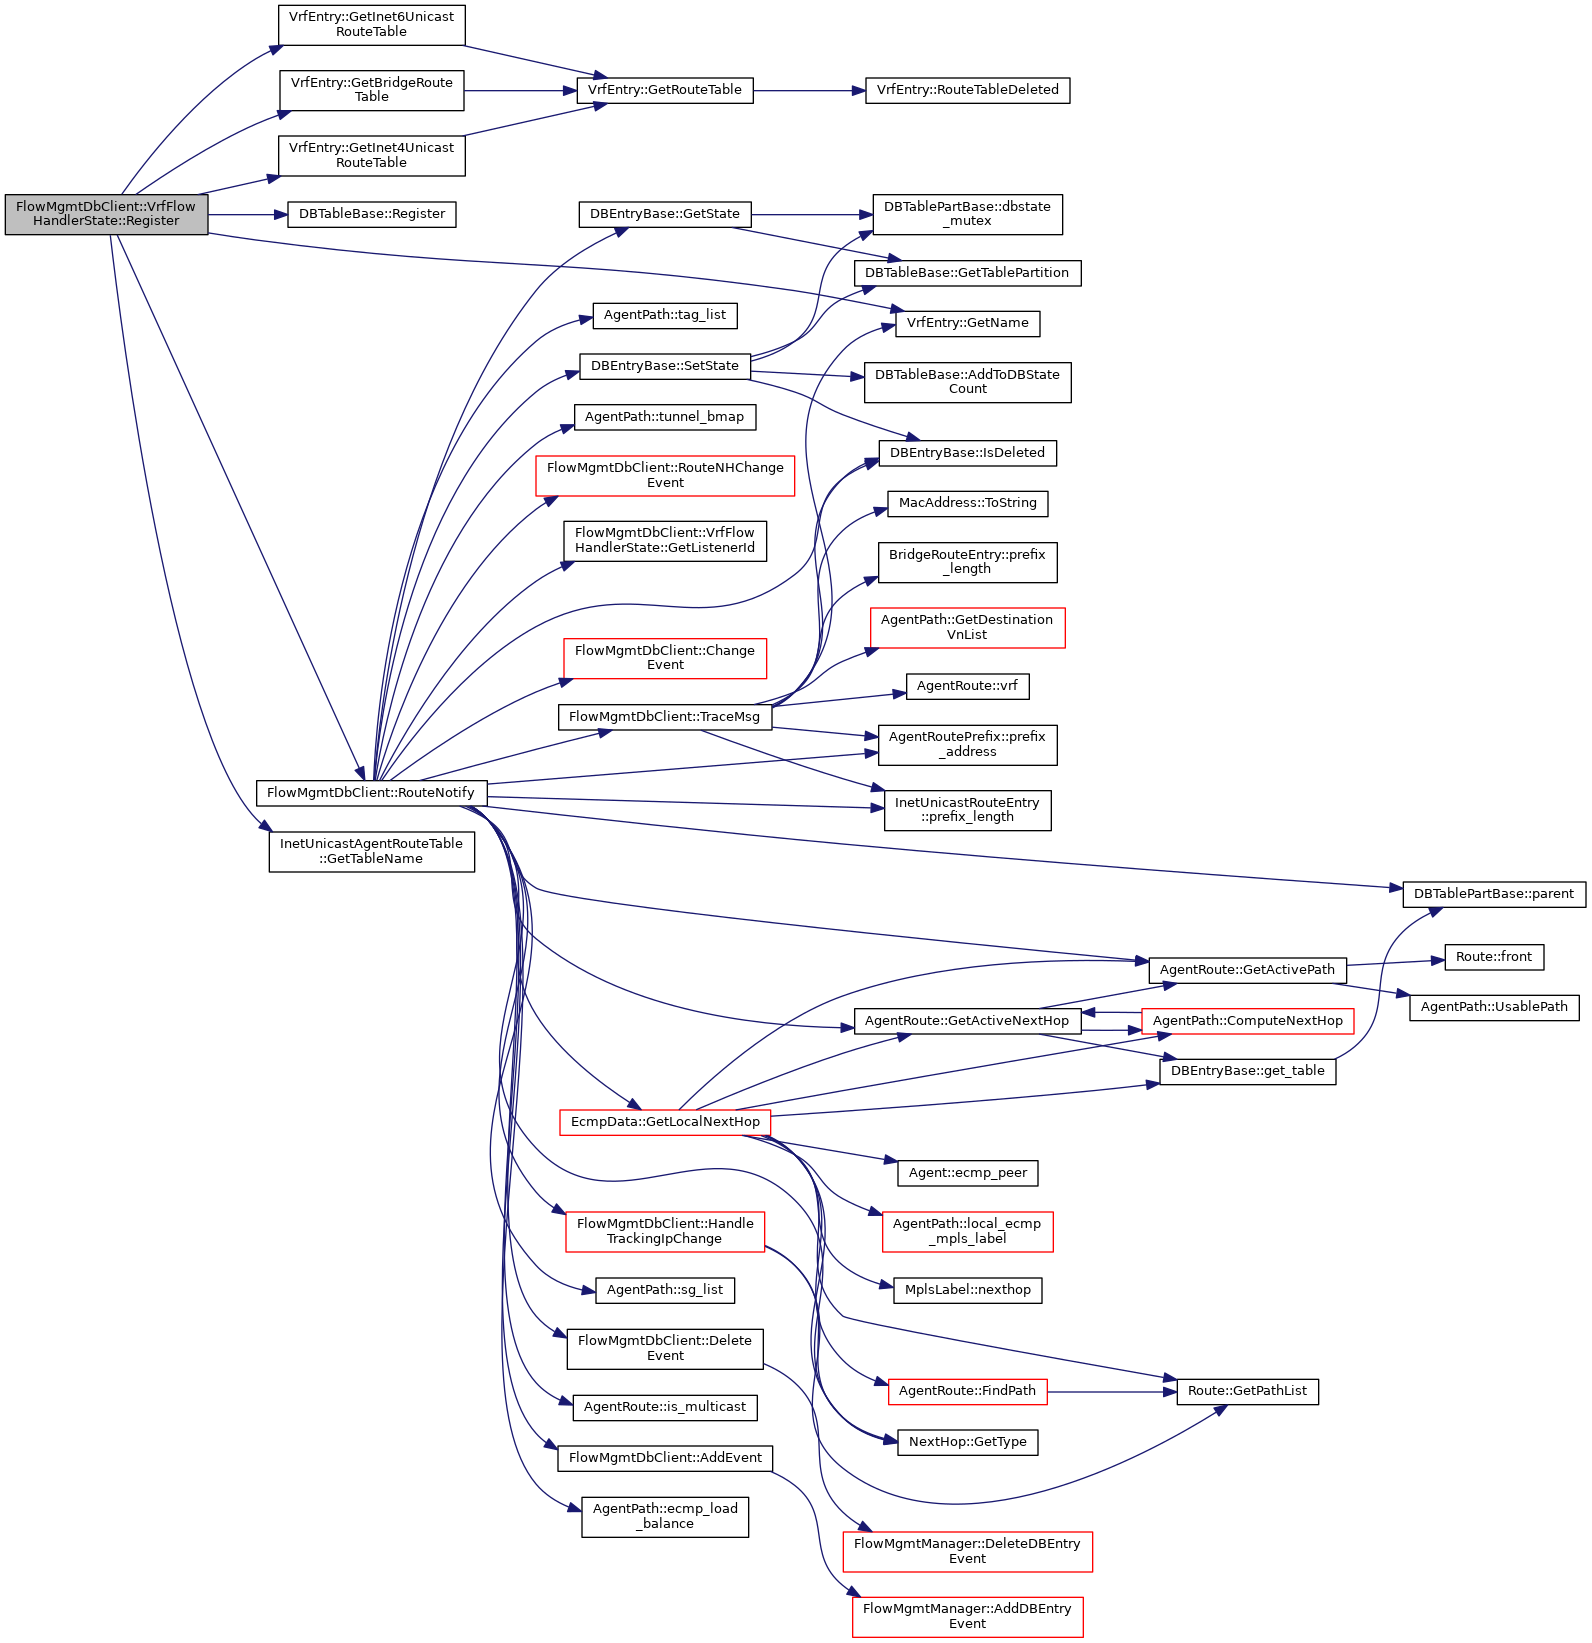 VrfEntry::GetInet6Unicast
RouteTable
VrfEntry::GetBridgeRoute
Table
VrfEntry::GetInet4Unicast
RouteTable
VrfEntry::GetRouteTable
VrfEntry::RouteTableDeleted
FlowMgmtDbClient::VrfFlow
HandlerState::Register
DBTableBase::Register
DBEntryBase::GetState
DBTablePartBase::dbstate
_mutex
DBTableBase::GetTablePartition
AgentPath::tag_list
VrfEntry::GetName
DBEntryBase::SetState
DBTableBase::AddToDBState
Count
AgentPath::tunnel_bmap
DBEntryBase::IsDeleted
FlowMgmtDbClient::RouteNHChange
Event
MacAddress::ToString
FlowMgmtDbClient::VrfFlow
HandlerState::GetListenerId
BridgeRouteEntry::prefix
_length
AgentPath::GetDestination
VnList
FlowMgmtDbClient::Change
Event
AgentRoute::vrf
FlowMgmtDbClient::TraceMsg
AgentRoutePrefix::prefix
_address
FlowMgmtDbClient::RouteNotify
InetUnicastRouteEntry
::prefix_length
InetUnicastAgentRouteTable
::GetTableName
DBTablePartBase::parent
Route::front
AgentRoute::GetActivePath
AgentPath::UsablePath
AgentRoute::GetActiveNextHop
AgentPath::ComputeNextHop
DBEntryBase::get_table
EcmpData::GetLocalNextHop
Agent::ecmp_peer
FlowMgmtDbClient::Handle
TrackingIpChange
AgentPath::local_ecmp
_mpls_label
AgentPath::sg_list
MplsLabel::nexthop
FlowMgmtDbClient::Delete
Event
AgentRoute::FindPath
Route::GetPathList
AgentRoute::is_multicast
NextHop::GetType
FlowMgmtDbClient::AddEvent
AgentPath::ecmp_load
_balance
FlowMgmtManager::DeleteDBEntry
Event
FlowMgmtManager::AddDBEntry
Event